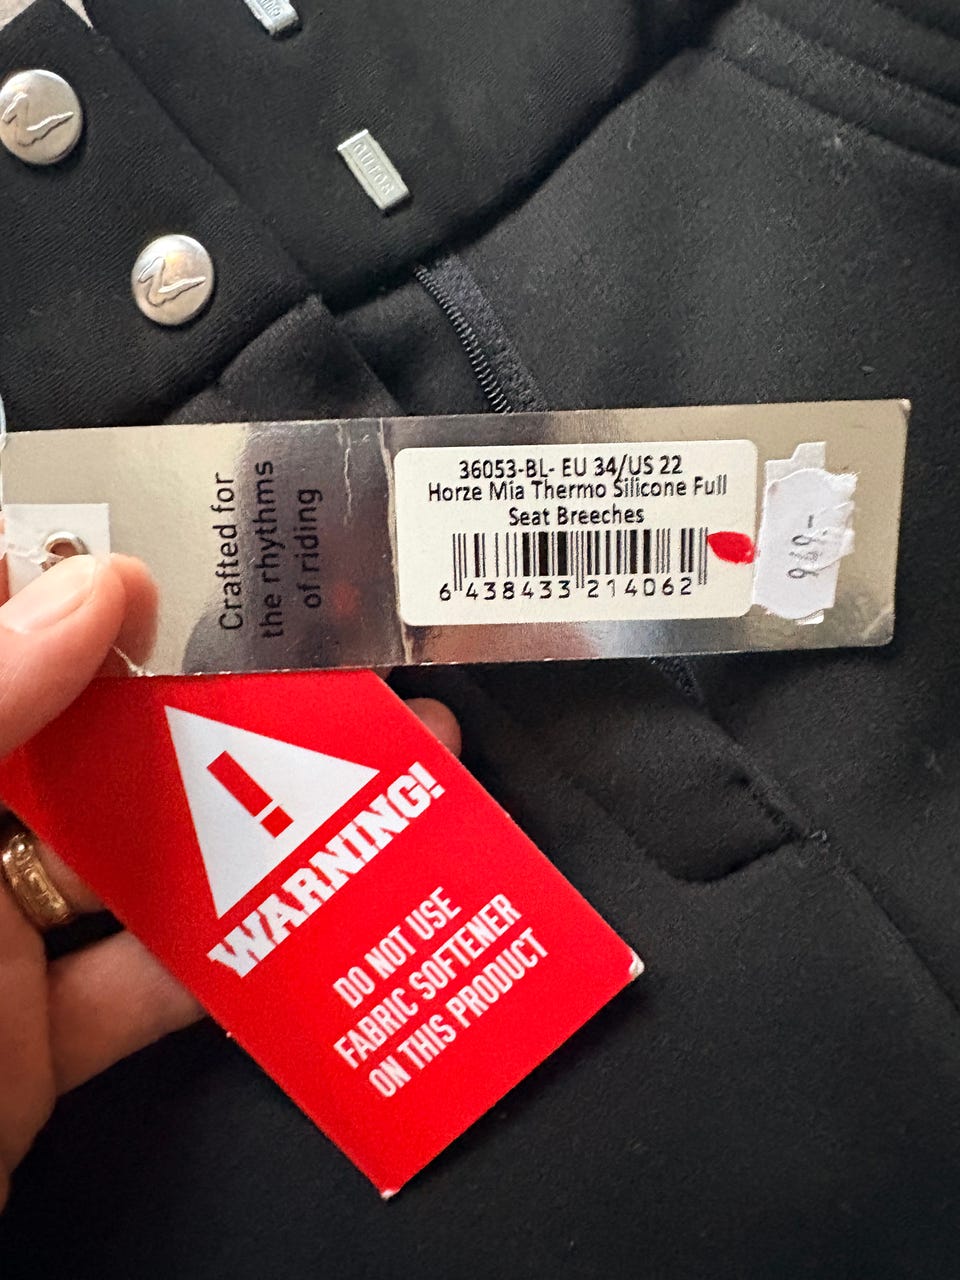 36053-BL- EU 34/US 22
Horze Mia Thermo Silicone Full
Seat Breeches
6 438433 214062
969,-
Crafted for
the rhythms
of riding
WARNING!
DO NOT USE
FABRIC SOFTENER
ON THIS PRODUCT